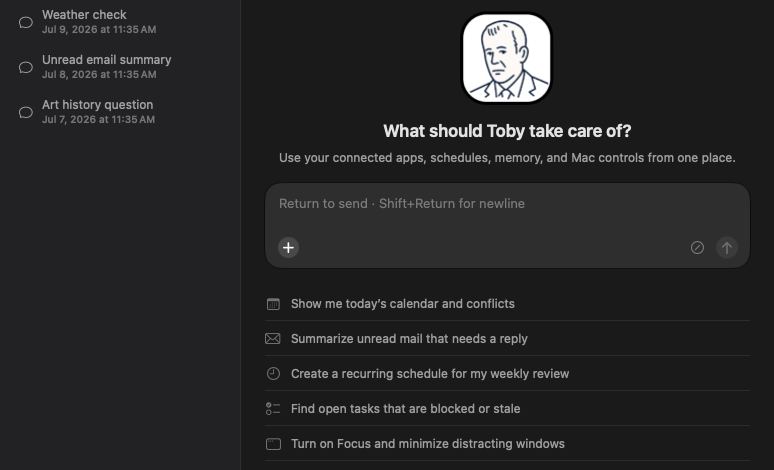 Weather check
Jul 9, 2026 at 11:35 AM
Unread email summary
Jul 8, 2026 at 11:35 AM
Art history question
Jul 7, 2026 at 11:35 AM
What should Toby take care of?
Use your connected apps, schedules, memory, and Mac controls from one place.
Return to send · Shift+Return for newline
Show me today’s calendar and conflicts
Summarize unread mail that needs a reply
Create a recurring schedule for my weekly review
Find open tasks that are blocked or stale
Turn on Focus and minimize distracting windows